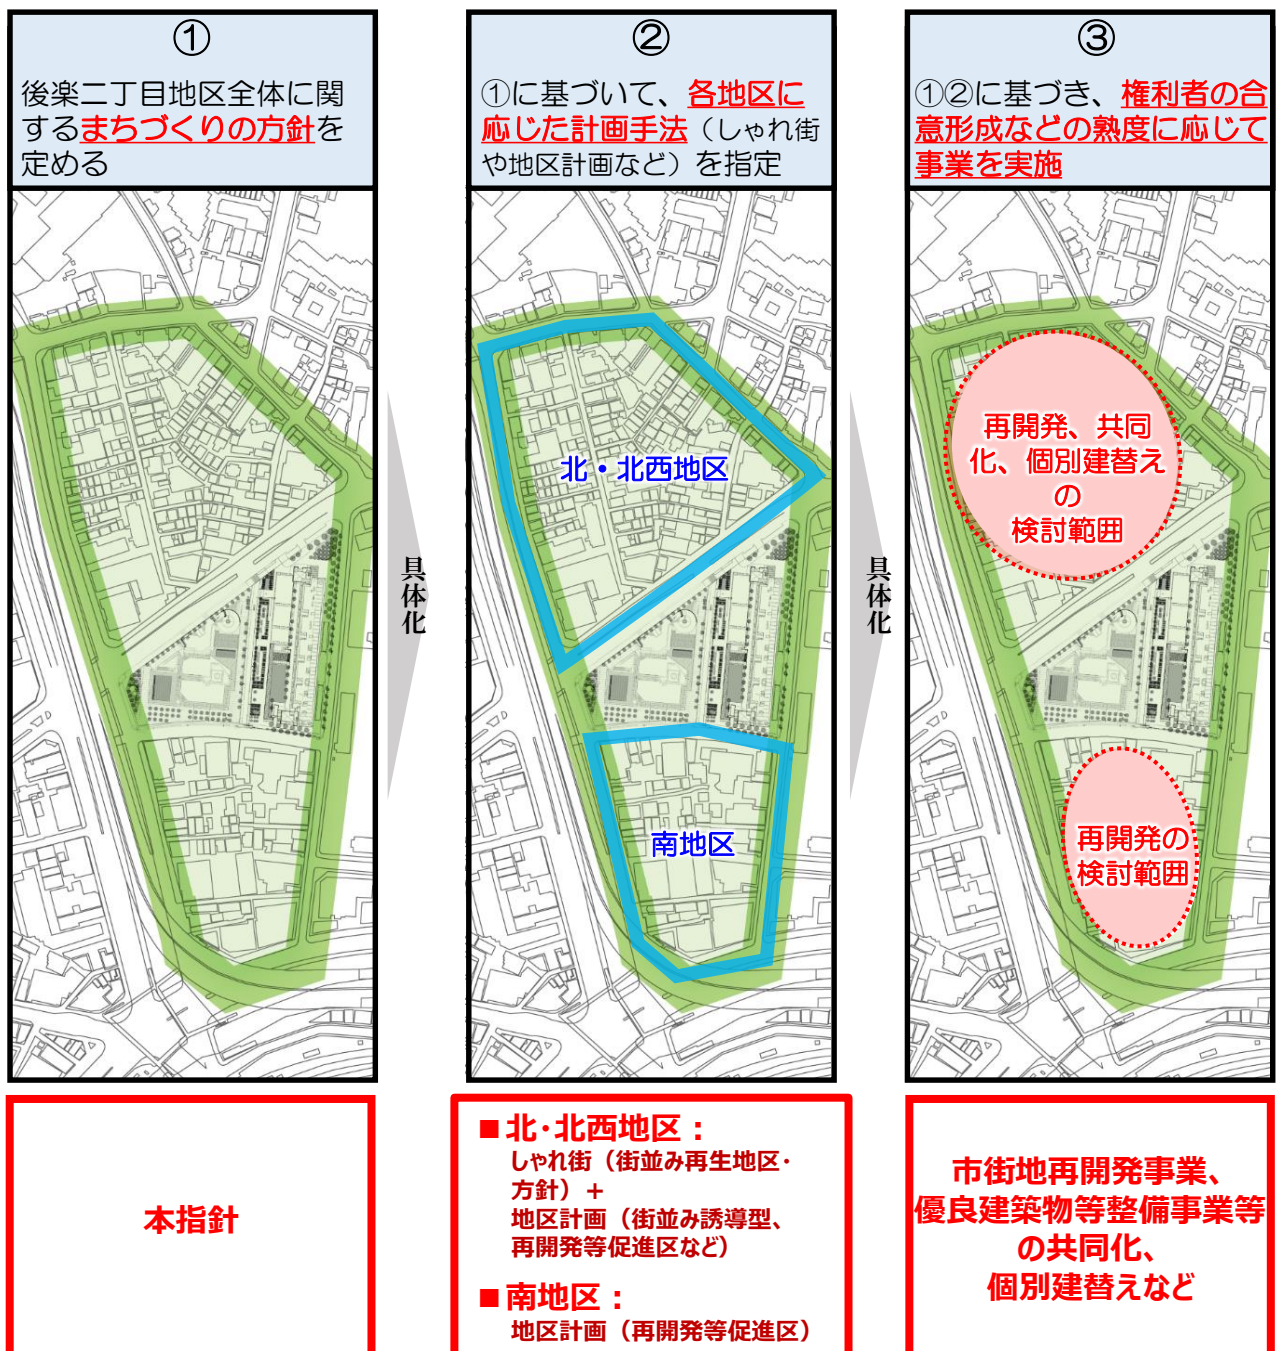 ①
後楽二丁目地区全体に関
するまちづくりの方針を
定める
②
①に基づいて、各地区に
応じた計画手法（しゃれ街
や地区計画など）を指定
③
①②に基づき、権利者の合
意形成などの熟度に応じて
事業を実施
具体化
北・北西地区
南地区
具体化
再開発、共同
化、個別建替え
の
検討範囲
再開発の
検討範囲
本指針
■北・北西地区：
しゃれ街（街並み再生地区・
方針）＋
地区計画（街並み誘導型、
再開発等促進区など）
■南地区：
地区計画（再開発等促進区）
市街地再開発事業、
優良建築物等整備事業等
の共同化、
個別建替えなど